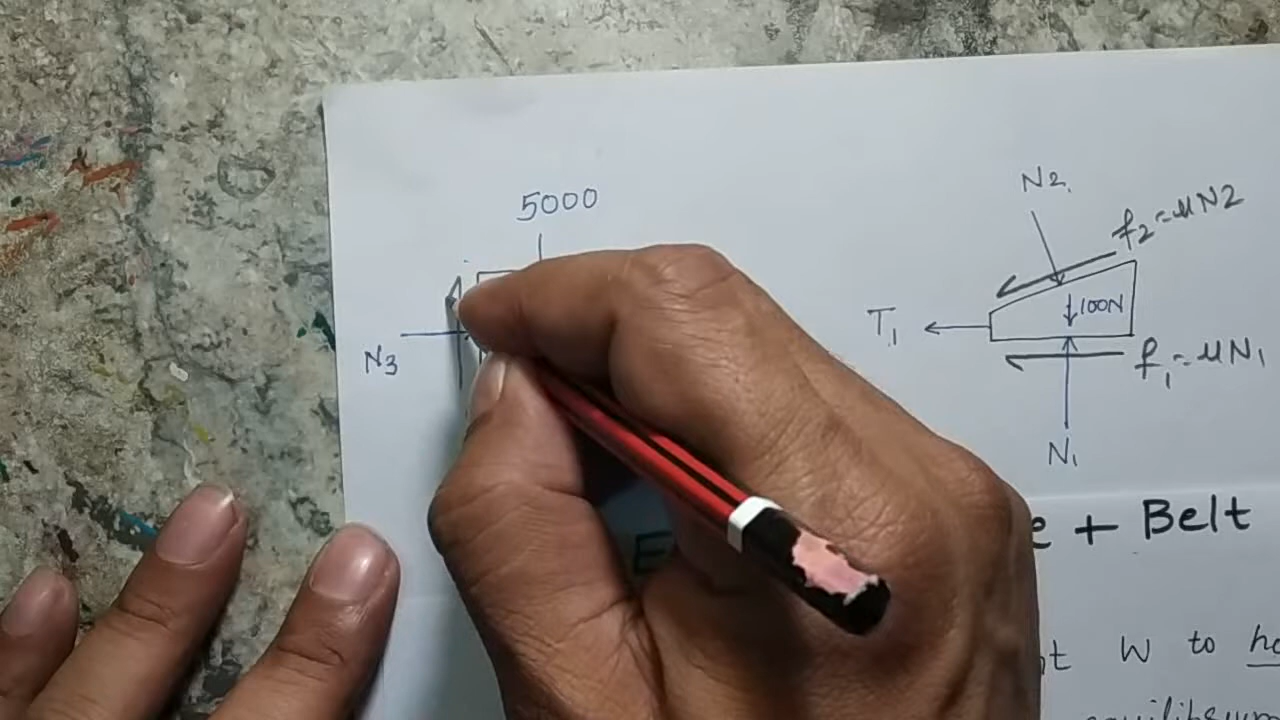 5000
N3
N2.
f2=μN2
100N
T1
f1=μN1
N1
+ Belt
W to